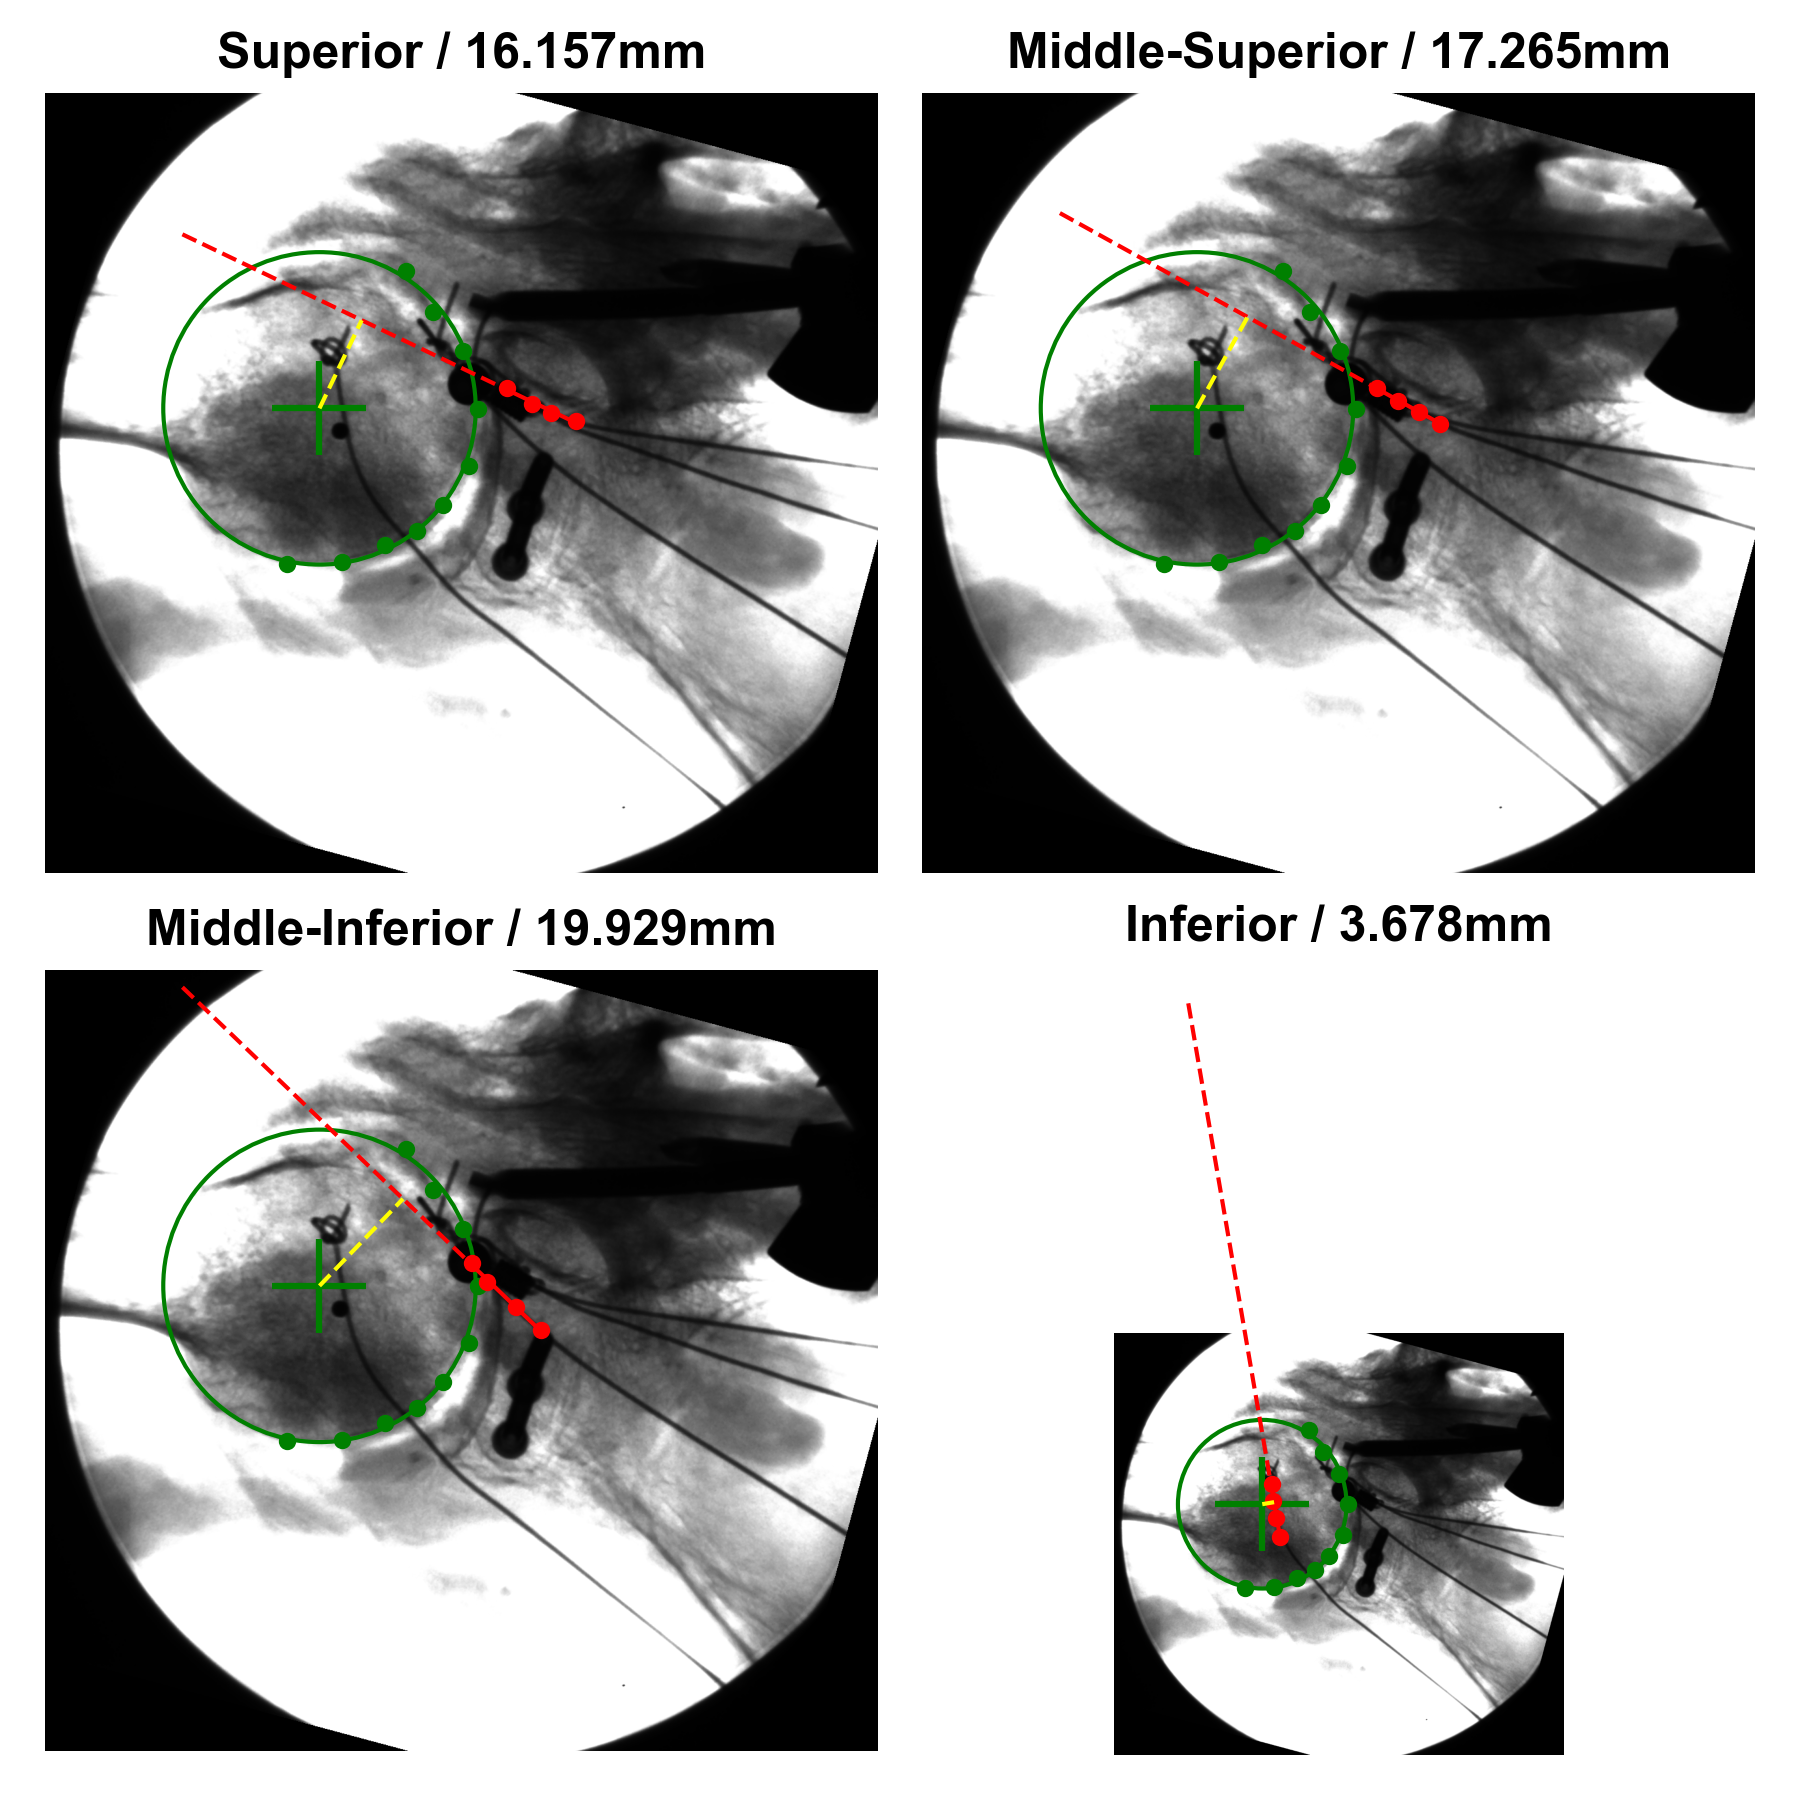 Superior / 16.157mm
Middle-Superior / 17.265mm
Middle-Inferior / 19.929mm
Inferior / 3.678mm